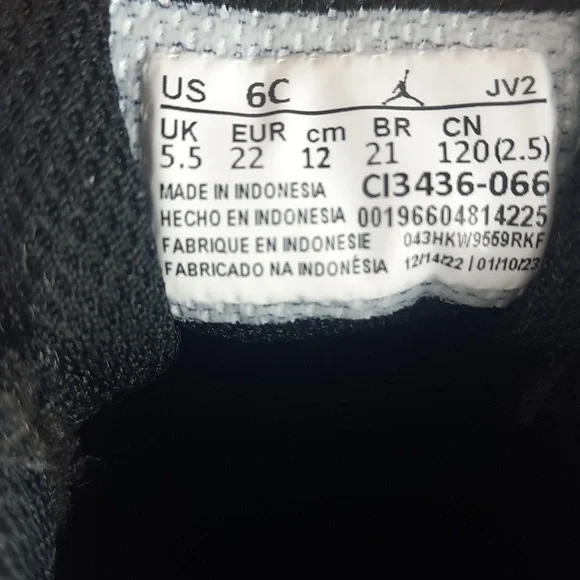 US 6C JV2
UK EUR cm BR CN
5.5 22 12 21 120(2.5)
MADE IN INDONESIA CI3436-066
HECHO EN INDONESIA 00196604814225
FABRIQUE EN INDONESIE 043HKW9559RKF
FABRICADO NA INDONÉSIA 12/14/22 | 01/10/23